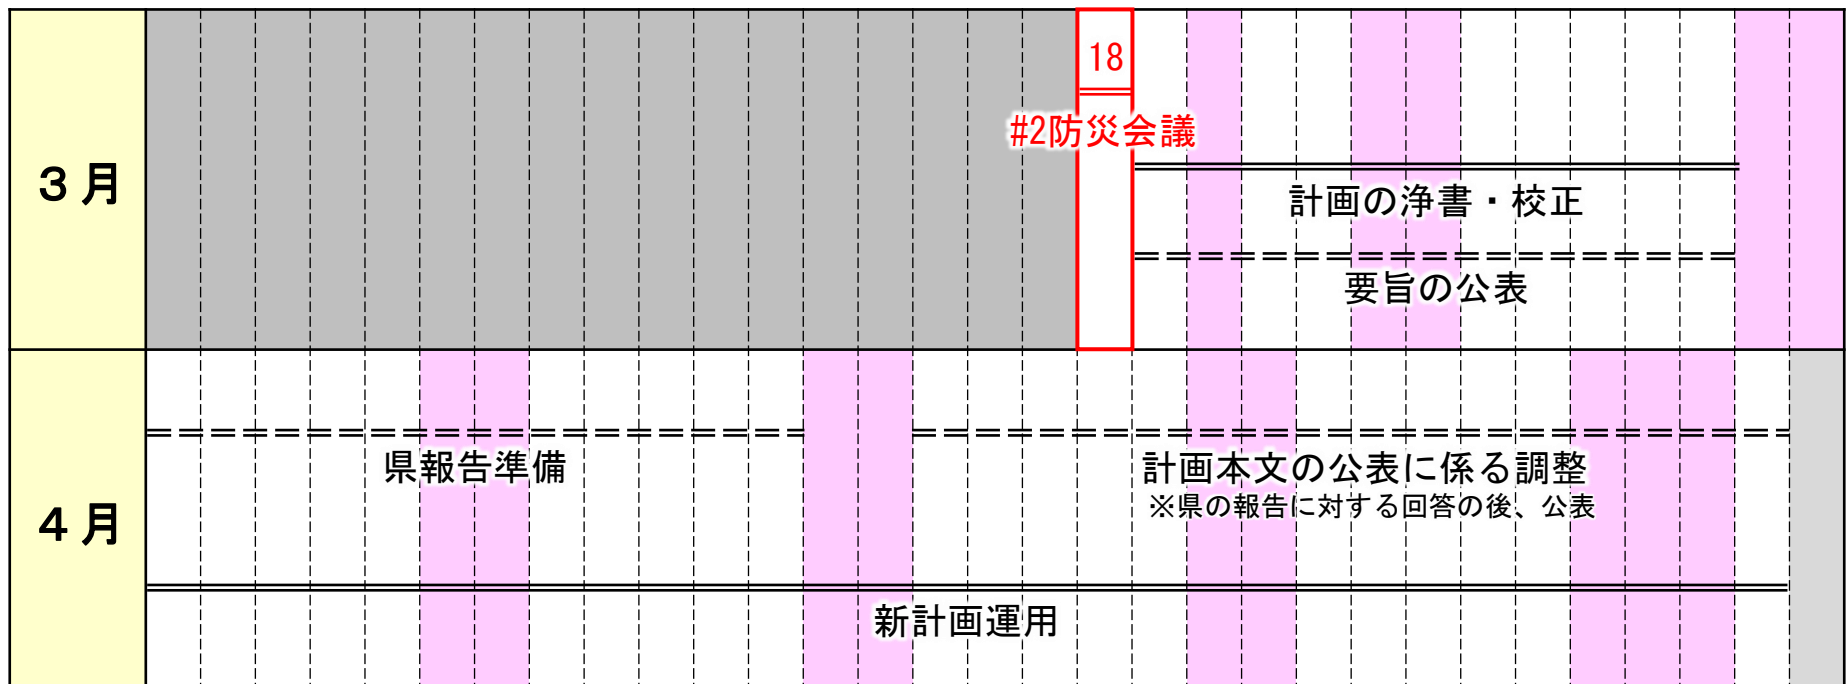 3月
18
#2防災会議
計画の浄書・校正
要旨の公表
4月
県報告準備
計画本文の公表に係る調整
※県の報告に対する回答の後、公表
新計画運用